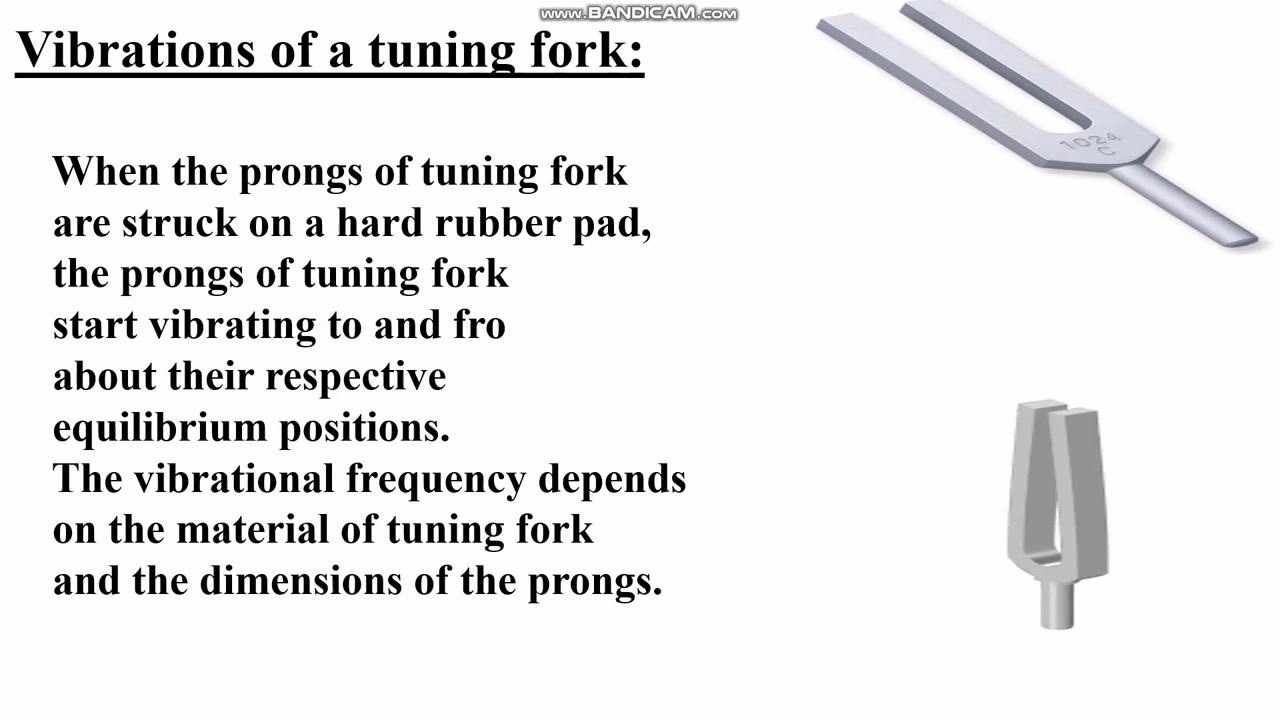 www.BANDICAM.com
Vibrations of a tuning fork:
When the prongs of tuning fork
are struck on a hard rubber pad,
the prongs of tuning fork
start vibrating to and fro
about their respective
equilibrium positions.
The vibrational frequency depends
on the material of tuning fork
and the dimensions of the prongs.
1024
C